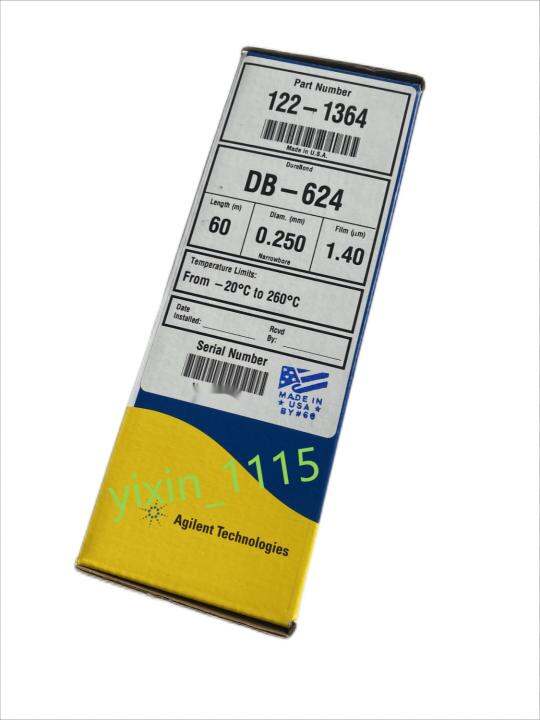 Part Number
122-1364
Made in U.S.A.
DuraBond
DB-624
Length (m)
60
Diam. (mm)
0.250
Narrowbore
Film (μm)
1.40
Temperature Limits:
From -20°C to 260°C
Date
Installed:
Rcvd
By:
Serial Number
MADE IN
★ USA ★
BY #66
yixin_1115
Agilent Technologies